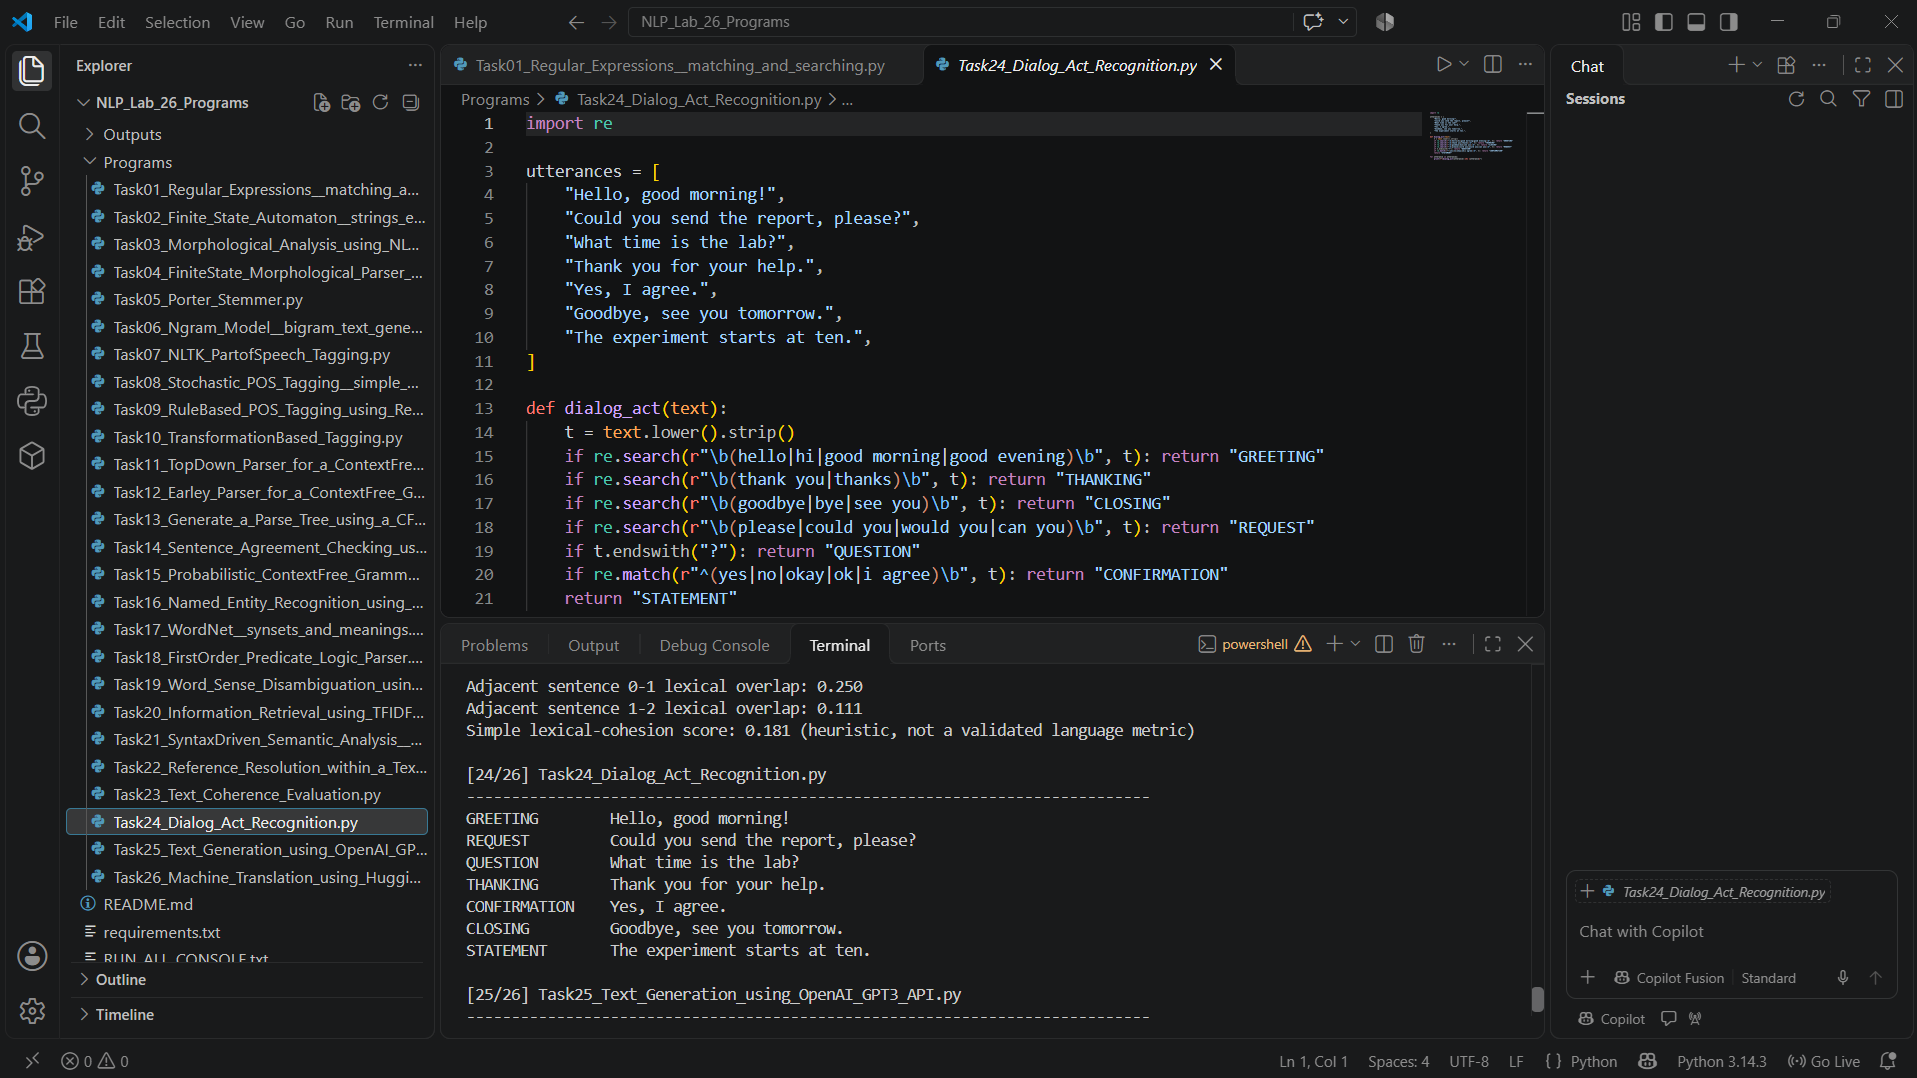 File Edit Selection View Go Run Terminal Help
NLP_Lab_26_Programs
Explorer
NLP_Lab_26_Programs
Outputs
Programs
Task01_Regular_Expressions__matching_a...
Task02_Finite_State_Automaton__strings_e...
Task03_Morphological_Analysis_using_NL...
Task04_FiniteState_Morphological_Parser_...
Task05_Porter_Stemmer.py
Task06_Ngram_Model__bigram_text_gene...
Task07_NLTK_PartofSpeech_Tagging.py
Task08_Stochastic_POS_Tagging__simple_...
Task09_RuleBased_POS_Tagging_using_Re...
Task10_TransformationBased_Tagging.py
Task11_TopDown_Parser_for_a_ContextFre...
Task12_Earley_Parser_for_a_ContextFree_G...
Task13_Generate_a_Parse_Tree_using_a_CF...
Task14_Sentence_Agreement_Checking_us...
Task15_Probabilistic_ContextFree_Gramm...
Task16_Named_Entity_Recognition_using_...
Task17_WordNet__synsets_and_meanings....
Task18_FirstOrder_Predicate_Logic_Parser....
Task19_Word_Sense_Disambiguation_usin...
Task20_Information_Retrieval_using_TFIDF...
Task21_SyntaxDriven_Semantic_Analysis__...
Task22_Reference_Resolution_within_a_Tex...
Task23_Text_Coherence_Evaluation.py
Task24_Dialog_Act_Recognition.py
Task25_Text_Generation_using_OpenAI_GP...
Task26_Machine_Translation_using_Huggi...
README.md
requirements.txt
RUN_ALL_CONSOLE.txt
Outline
Timeline
Task01_Regular_Expressions__matching_and_searching.py
Task24_Dialog_Act_Recognition.py
Programs > Task24_Dialog_Act_Recognition.py > ...
1 import re
2
3 utterances = [
4 "Hello, good morning!",
5 "Could you send the report, please?",
6 "What time is the lab?",
7 "Thank you for your help.",
8 "Yes, I agree.",
9 "Goodbye, see you tomorrow.",
10 "The experiment starts at ten.",
11 ]
12
13 def dialog_act(text):
14 t = text.lower().strip()
15 if re.search(r"\b(hello|hi|good morning|good evening)\b", t): return "GREETING"
16 if re.search(r"\b(thank you|thanks)\b", t): return "THANKING"
17 if re.search(r"\b(goodbye|bye|see you)\b", t): return "CLOSING"
18 if re.search(r"\b(please|could you|would you|can you)\b", t): return "REQUEST"
19 if t.endswith("?"): return "QUESTION"
20 if re.match(r"^(yes|no|okay|ok|i agree)\b", t): return "CONFIRMATION"
21 return "STATEMENT"
Problems Output Debug Console Terminal Ports
powershell
Adjacent sentence 0-1 lexical overlap: 0.250
Adjacent sentence 1-2 lexical overlap: 0.111
Simple lexical-cohesion score: 0.181 (heuristic, not a validated language metric)
[24/26] Task24_Dialog_Act_Recognition.py
----------------------------------------------------------------------------
GREETING Hello, good morning!
REQUEST Could you send the report, please?
QUESTION What time is the lab?
THANKING Thank you for your help.
CONFIRMATION Yes, I agree.
CLOSING Goodbye, see you tomorrow.
STATEMENT The experiment starts at ten.
[25/26] Task25_Text_Generation_using_OpenAI_GPT3_API.py
----------------------------------------------------------------------------
Chat
Sessions
Task24_Dialog_Act_Recognition.py
Chat with Copilot
Copilot Fusion Standard
Copilot
0 0
Ln 1, Col 1 Spaces: 4 UTF-8 LF {} Python Python 3.14.3 Go Live